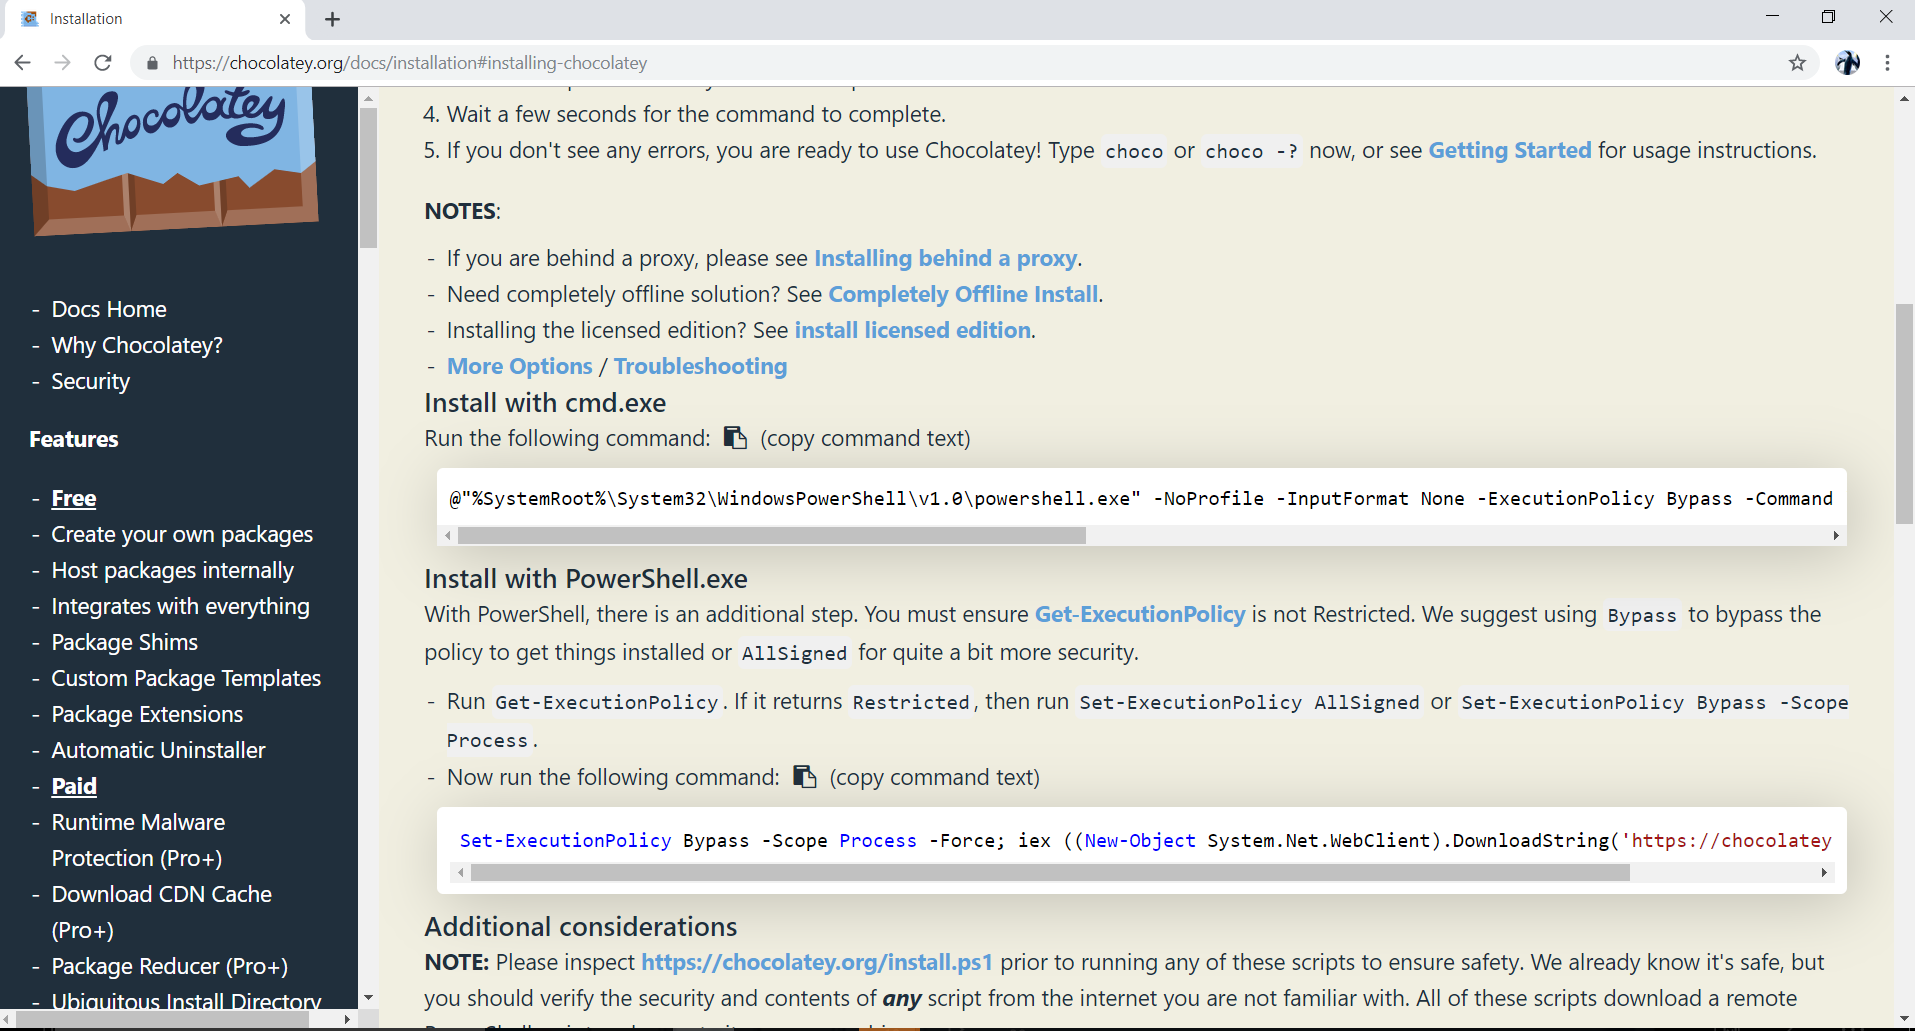 Installation
https://chocolatey.org/docs/installation#installing-chocolatey
Chocolatey
- Docs Home
- Why Chocolatey?
- Security
Features
- Free
- Create your own packages
- Host packages internally
- Integrates with everything
- Package Shims
- Custom Package Templates
- Package Extensions
- Automatic Uninstaller
- Paid
- Runtime Malware
Protection (Pro+)
- Download CDN Cache
(Pro+)
- Package Reducer (Pro+)
- Ubiquitous Install Directory
4. Wait a few seconds for the command to complete.
5. If you don't see any errors, you are ready to use Chocolatey! Type choco or choco -? now, or see Getting Started for usage instructions.
NOTES:
- If you are behind a proxy, please see Installing behind a proxy.
- Need completely offline solution? See Completely Offline Install.
- Installing the licensed edition? See install licensed edition.
- More Options / Troubleshooting
Install with cmd.exe
Run the following command: (copy command text)
@"%SystemRoot%\System32\WindowsPowerShell\v1.0\powershell.exe" -NoProfile -InputFormat None -ExecutionPolicy Bypass -Command
Install with PowerShell.exe
With PowerShell, there is an additional step. You must ensure Get-ExecutionPolicy is not Restricted. We suggest using Bypass to bypass the
policy to get things installed or AllSigned for quite a bit more security.
- Run Get-ExecutionPolicy. If it returns Restricted, then run Set-ExecutionPolicy AllSigned or Set-ExecutionPolicy Bypass -Scope
Process.
- Now run the following command: (copy command text)
Set-ExecutionPolicy Bypass -Scope Process -Force; iex ((New-Object System.Net.WebClient).DownloadString('https://chocolatey
Additional considerations
NOTE: Please inspect https://chocolatey.org/install.ps1 prior to running any of these scripts to ensure safety. We already know it's safe, but
you should verify the security and contents of any script from the internet you are not familiar with. All of these scripts download a remote